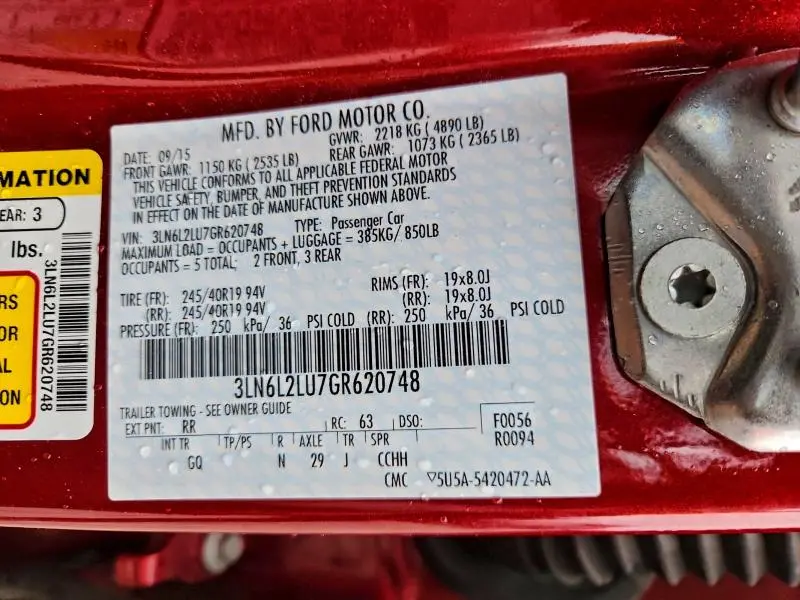 MFD. BY FORD MOTOR CO.
DATE: 09/15 GVWR: 2218 KG ( 4890 LB)
FRONT GAWR: 1150 KG ( 2535 LB) REAR GAWR: 1073 KG ( 2365 LB)
THIS VEHICLE CONFORMS TO ALL APPLICABLE FEDERAL MOTOR
VEHICLE SAFETY, BUMPER, AND THEFT PREVENTION STANDARDS
IN EFFECT ON THE DATE OF MANUFACTURE SHOWN ABOVE.
VIN: 3LN6L2LU7GR620748 TYPE: Passenger Car
MAXIMUM LOAD = OCCUPANTS + LUGGAGE = 385KG/ 850LB
OCCUPANTS = 5 TOTAL: 2 FRONT, 3 REAR
TIRE (FR): 245/40R19 94V RIMS (FR): 19x8.0J
(RR): 245/40R19 94V (RR): 19x8.0J
PRESSURE (FR): 250 kPa/ 36 PSI COLD (RR): 250 kPa/ 36 PSI COLD
3LN6L2LU7GR620748
TRAILER TOWING - SEE OWNER GUIDE
EXT PNT: RR RC: 63 DSO: F0056
R0094
INT TR TP/PS R AXLE TR SPR
GQ N 29 J CCHH
CMC ▽5U5A-5420472-AA
MATION
EAR: 3
lbs.
RS
OR
AL
ON
3LN6L2LU7GR620748